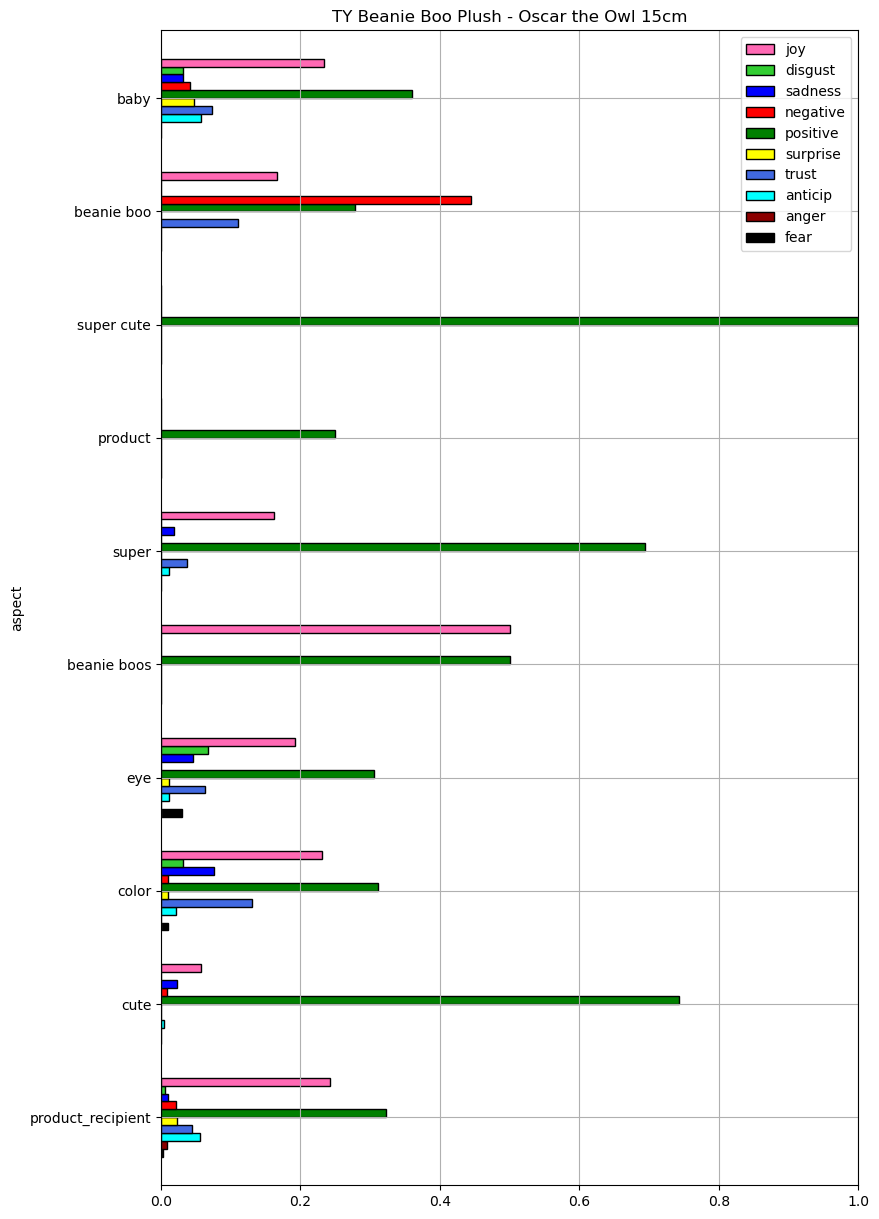 TY Beanie Boo Plush - Oscar the Owl 15cm
joy
disgust
sadness
negative
positive
surprise
trust
anticip
anger
fear
aspect
baby
beanie boo
super cute
product
super
beanie boos
eye
color
cute
product_recipient
0.0 0.2 0.4 0.6 0.8 1.0